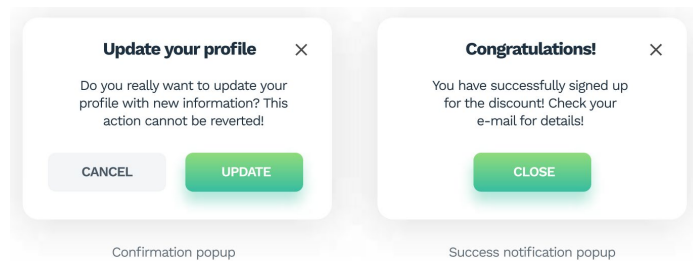 Update your profile
Do you really want to update your
profile with new information? This
action cannot be reverted!
CANCEL
UPDATE
Confirmation popup
Congratulations!
You have successfully signed up
for the discount! Check your
e-mail for details!
CLOSE
Success notification popup